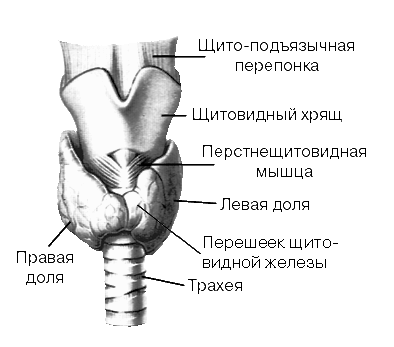 Щито-подъязычная
перепонка
Щитовидный хрящ
Перстнещитовидная
мышца
Левая доля
Перешеек щито-
видной железы
Правая
доля
Трахея